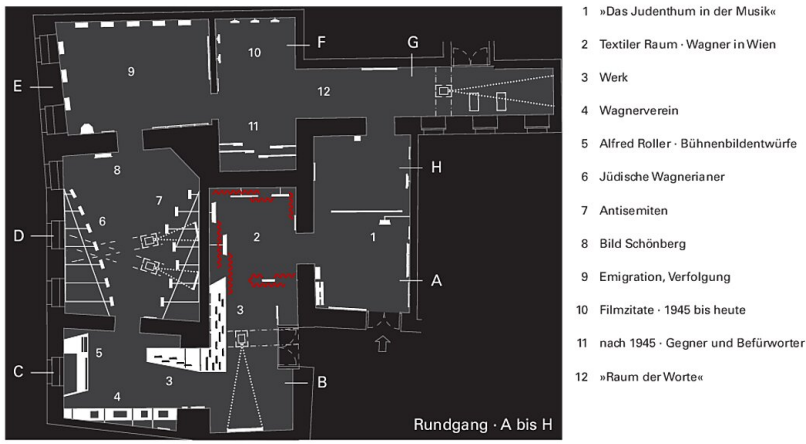 E
F
G
H
D
A
C
B
9
10
12
11
8
7
6
2
1
3
5
3
4
Rundgang · A bis H
1 »Das Judenthum in der Musik«
2 Textiler Raum · Wagner in Wien
3 Werk
4 Wagnerverein
5 Alfred Roller · Bühnenbildentwürfe
6 Jüdische Wagnerianer
7 Antisemiten
8 Bild Schönberg
9 Emigration, Verfolgung
10 Filmzitate · 1945 bis heute
11 nach 1945 · Gegner und Befürworter
12 »Raum der Worte«